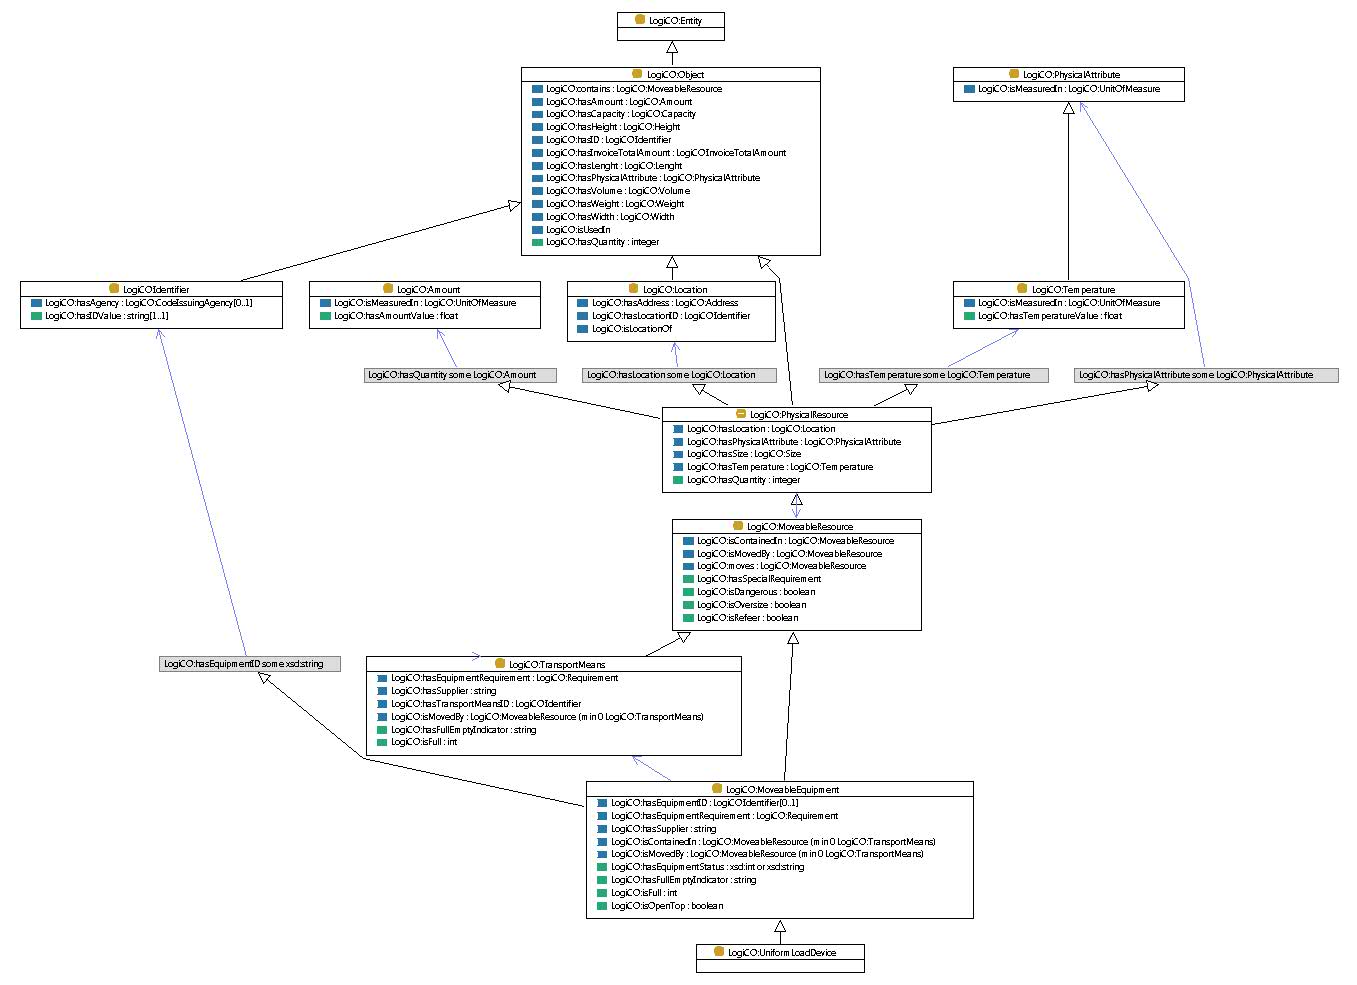 LogiCO:Entity
LogiCO:Object
LogiCO:contains : LogiCO:MoveableResource
LogiCO:hasAmount : LogiCO:Amount
LogiCO:hasCapacity : LogiCO:Capacity
LogiCO:hasHeight : LogiCO:Height
LogiCO:hasID : LogiCOIdentifier
LogiCO:hasInvoiceTotalAmount : LogiCOInvoiceTotalAmount
LogiCO:hasLenght : LogiCO:Lenght
LogiCO:hasPhysicalAttribute : LogiCO:PhysicalAttribute
LogiCO:hasVolume : LogiCO:Volume
LogiCO:hasWeight : LogiCO:Weight
LogiCO:hasWidth : LogiCO:Width
LogiCO:isUsedIn
LogiCO:hasQuantity : integer
LogiCO:PhysicalAttribute
LogiCO:isMeasuredIn : LogiCO:UnitOfMeasure
LogiCOIdentifier
LogiCO:hasAgency : LogiCO:CodeIssuingAgency[0..1]
LogiCO:hasIDValue : string[1..1]
LogiCO:Amount
LogiCO:isMeasuredIn : LogiCO:UnitOfMeasure
LogiCO:hasAmountValue : float
LogiCO:Location
LogiCO:hasAddress : LogiCO:Address
LogiCO:hasLocationID : LogiCOIdentifier
LogiCO:isLocationOf
LogiCO:Temperature
LogiCO:isMeasuredIn : LogiCO:UnitOfMeasure
LogiCO:hasTemperatureValue : float
LogiCO:hasQuantity some LogiCO:Amount
LogiCO:hasLocation some LogiCO:Location
LogiCO:hasTemperature some LogiCO:Temperature
LogiCO:hasPhysicalAttribute some LogiCO:PhysicalAttribute
LogiCO:PhysicalResource
LogiCO:hasLocation : LogiCO:Location
LogiCO:hasPhysicalAttribute : LogiCO:PhysicalAttribute
LogiCO:hasSize : LogiCO:Size
LogiCO:hasTemperature : LogiCO:Temperature
LogiCO:hasQuantity : integer
LogiCO:MoveableResource
LogiCO:isContainedIn : LogiCO:MoveableResource
LogiCO:isMovedBy : LogiCO:MoveableResource
LogiCO:moves : LogiCO:MoveableResource
LogiCO:hasSpecialRequirement
LogiCO:isDangerous : boolean
LogiCO:isOversize : boolean
LogiCO:isRefeer : boolean
LogiCO:hasEquipmentID some xsd:string
LogiCO:TransportMeans
LogiCO:hasEquipmentRequirement : LogiCO:Requirement
LogiCO:hasSupplier : string
LogiCO:hasTransportMeansID : LogiCOIdentifier
LogiCO:isMovedBy : LogiCO:MoveableResource (min 0 LogiCO:TransportMeans)
LogiCO:hasFullEmptyIndicator : string
LogiCO:isFull : int
LogiCO:MoveableEquipment
LogiCO:hasEquipmentID : LogiCOIdentifier[0..1]
LogiCO:hasEquipmentRequirement : LogiCO:Requirement
LogiCO:hasSupplier : string
LogiCO:isContainedIn : LogiCO:MoveableResource (min 0 LogiCO:TransportMeans)
LogiCO:isMovedBy : LogiCO:MoveableResource (min 0 LogiCO:TransportMeans)
LogiCO:hasEquipmentStatus : xsd:int or xsd:string
LogiCO:hasFullEmptyIndicator : string
LogiCO:isFull : int
LogiCO:isOpenTop : boolean
LogiCO:UniformLoadDevice